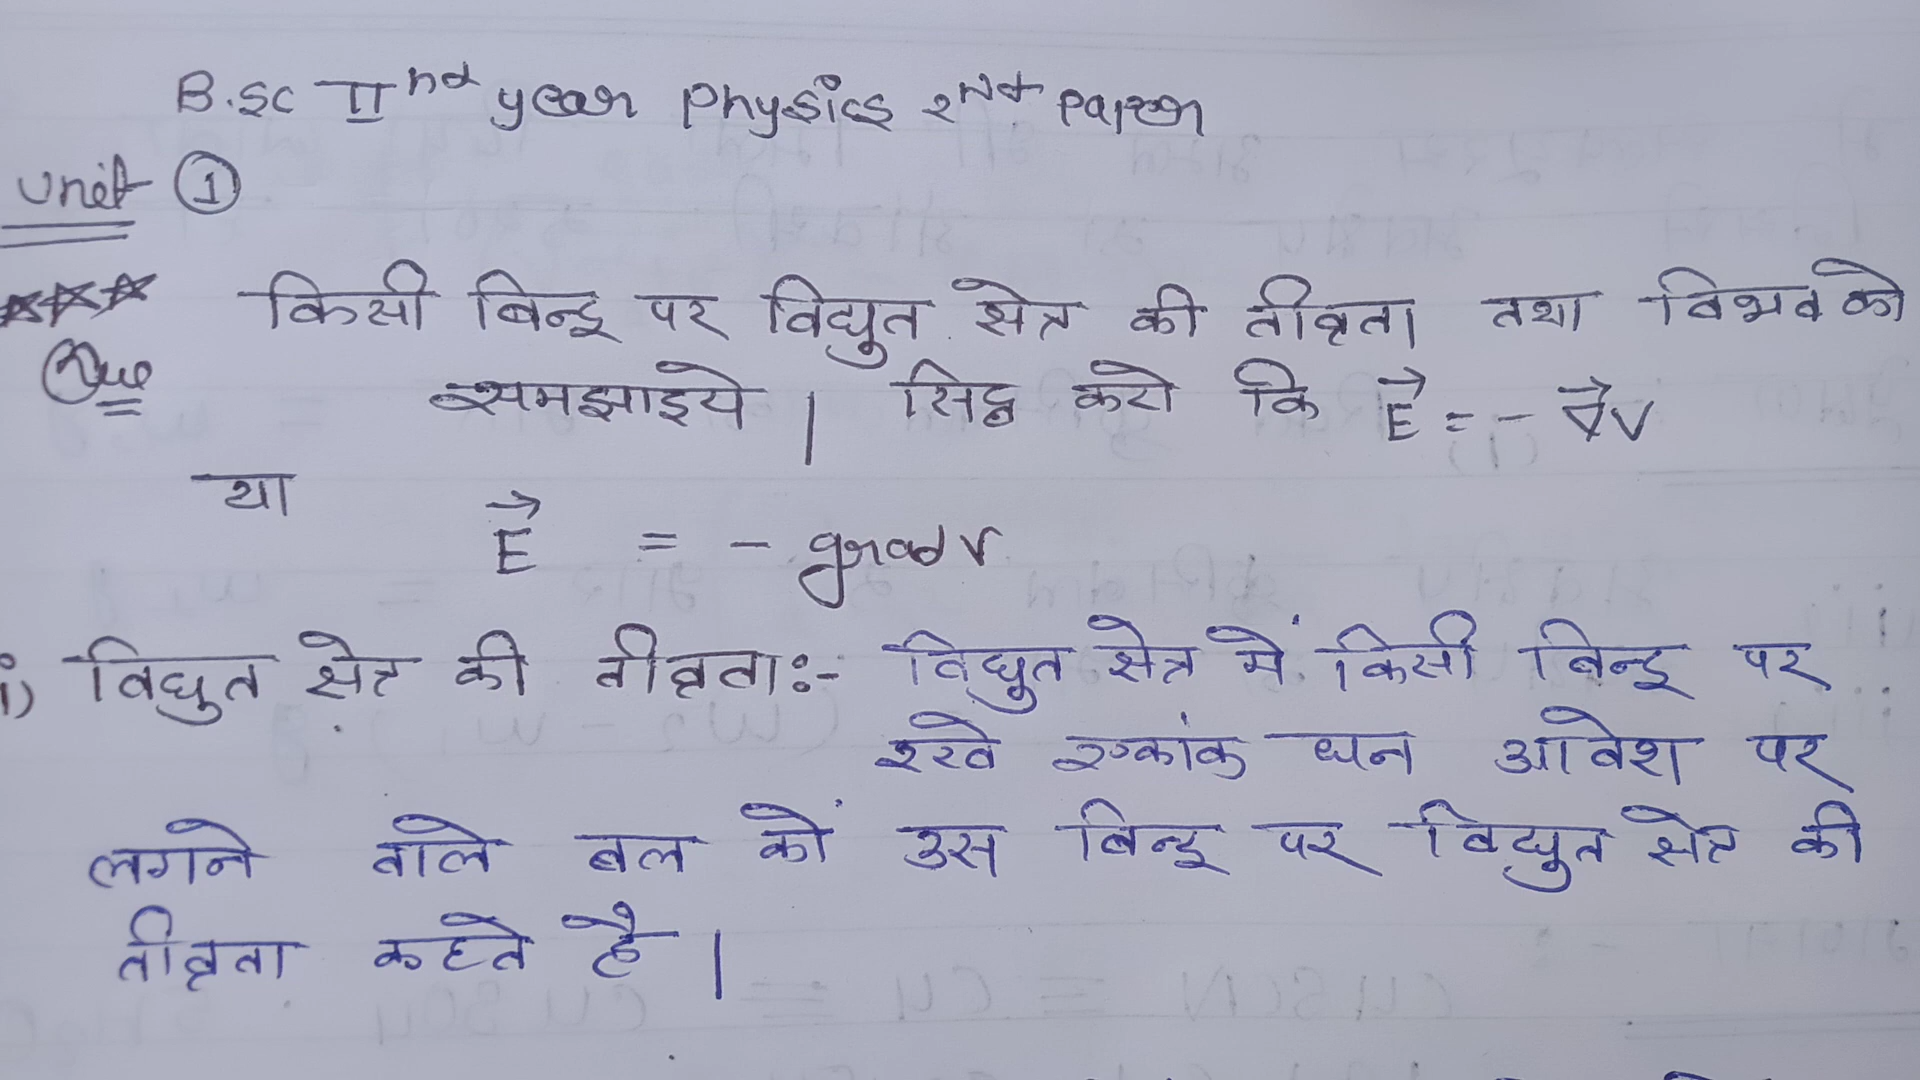 B.sc IInd year Physics 2nd Paper
Unit ①
किसी बिन्दु पर विद्युत क्षेत्र की तीव्रता तथा विभव को
Que समझाइये | सिद्ध करो कि E⃗ = - ∇⃗V
या E⃗ = - grad V
i) विद्युत क्षेत्र की तीव्रता :- विद्युत क्षेत्र में किसी बिन्दु पर
रखे एकांक धन आवेश पर
लगने वाले बल को उस बिन्दु पर विद्युत क्षेत्र की
तीव्रता कहते है |